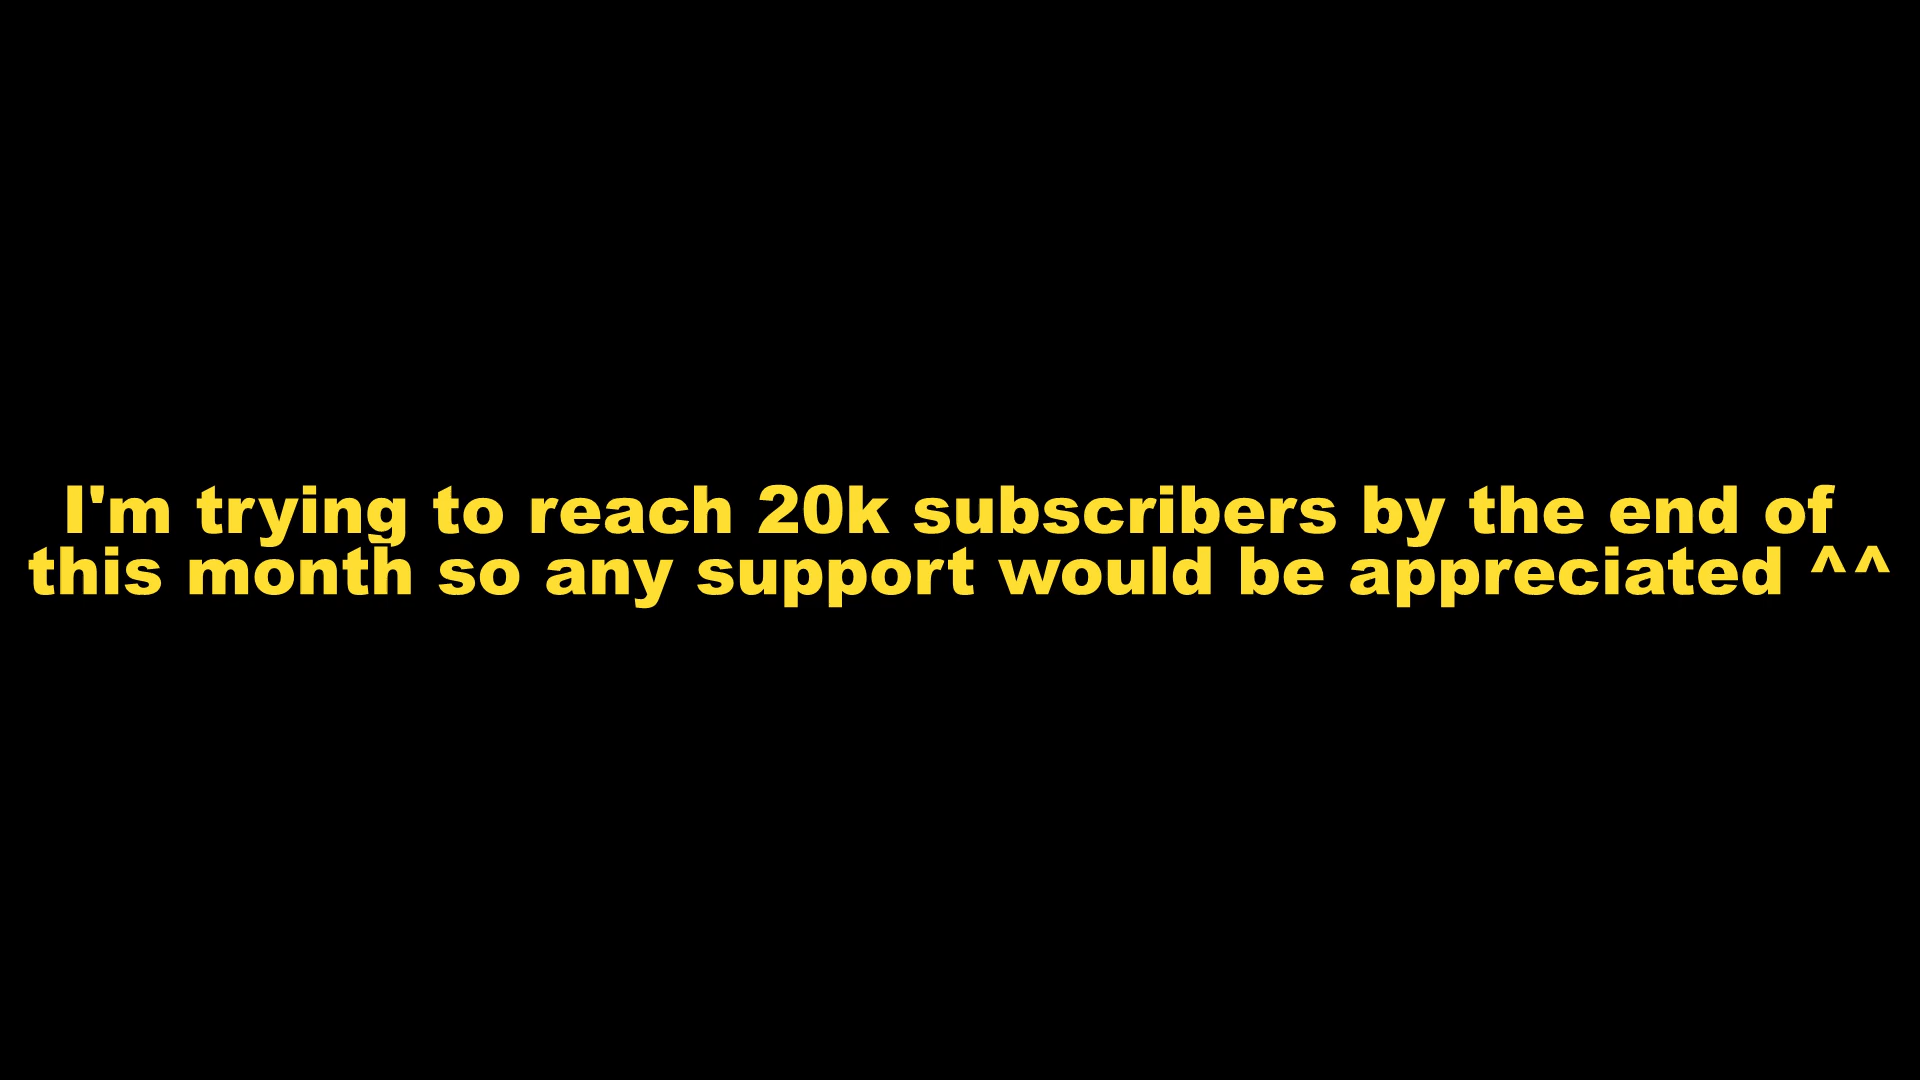 I'm trying to reach 20k subscribers by the end of
this month so any support would be appreciated ^^